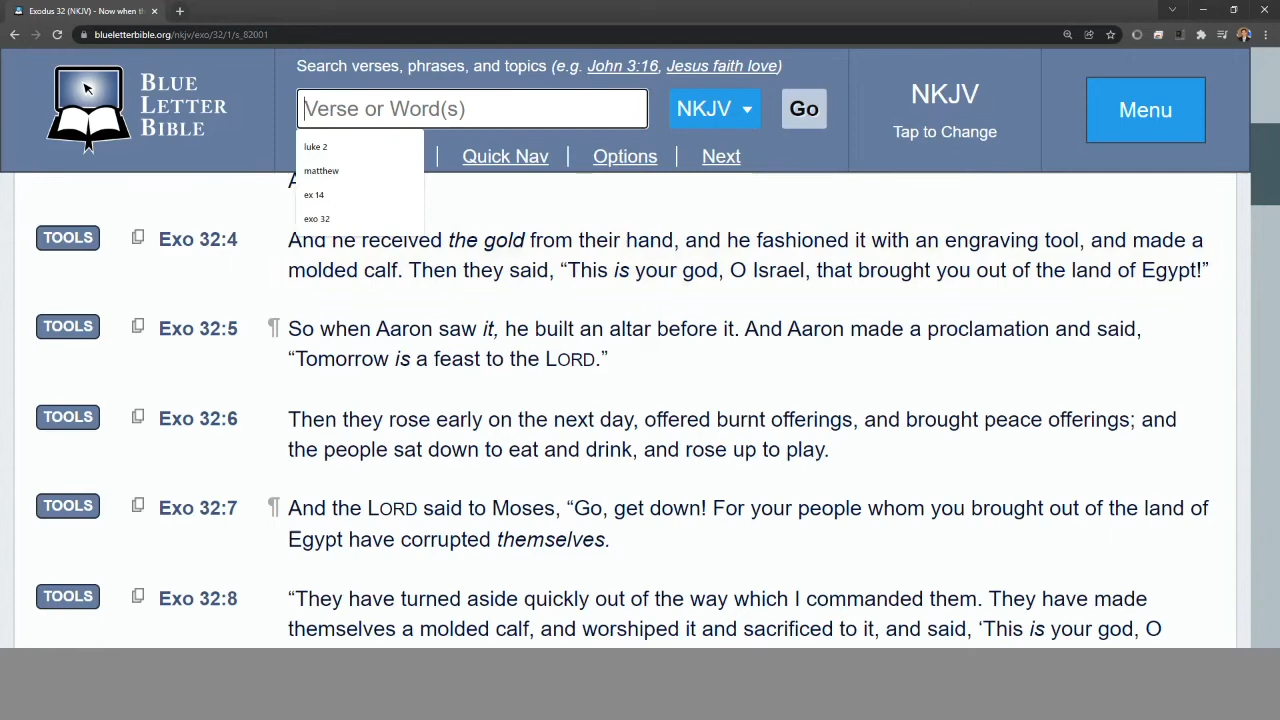 Exodus 32 (NKJV) - Now when th
blueletterbible.org/nkjv/exo/32/1/s_82001
BLUE
LETTER
BIBLE
Search verses, phrases, and topics (e.g. John 3:16, Jesus faith love)
Verse or Word(s)
NKJV
Go
NKJV
Tap to Change
Menu
luke 2
matthew
ex 14
exo 32
Quick Nav
Options
Next
TOOLS
Exo 32:4
And he received the gold from their hand, and he fashioned it with an engraving tool, and made a
molded calf. Then they said, “This is your god, O Israel, that brought you out of the land of Egypt!”
TOOLS
Exo 32:5
¶ So when Aaron saw it, he built an altar before it. And Aaron made a proclamation and said,
“Tomorrow is a feast to the LORD.”
TOOLS
Exo 32:6
Then they rose early on the next day, offered burnt offerings, and brought peace offerings; and
the people sat down to eat and drink, and rose up to play.
TOOLS
Exo 32:7
¶ And the LORD said to Moses, “Go, get down! For your people whom you brought out of the land of
Egypt have corrupted themselves.
TOOLS
Exo 32:8
“They have turned aside quickly out of the way which I commanded them. They have made
themselves a molded calf, and worshiped it and sacrificed to it, and said, ‘This is your god, O